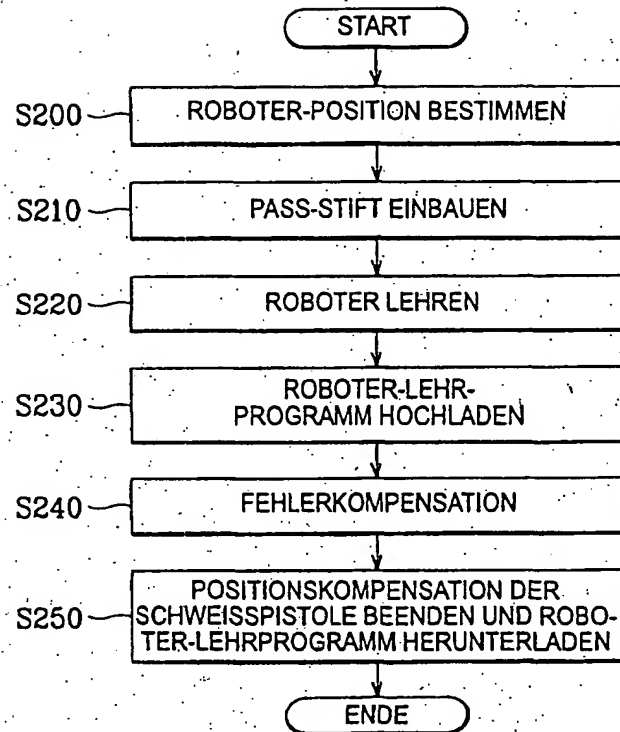 START
S200
ROBOTER-POSITION BESTIMMEN
S210
PASS-STIFT EINBAUEN
S220
ROBOTER LEHREN
S230
ROBOTER-LEHR-
PROGRAMM HOCHLADEN
S240
FEHLERKOMPENSATION
S250
POSITIONSKOMPENSATION DER
SCHWEISSPISTOLE BEENDEN UND ROBO-
TER-LEHRPROGRAMM HERUNTERLADEN
ENDE